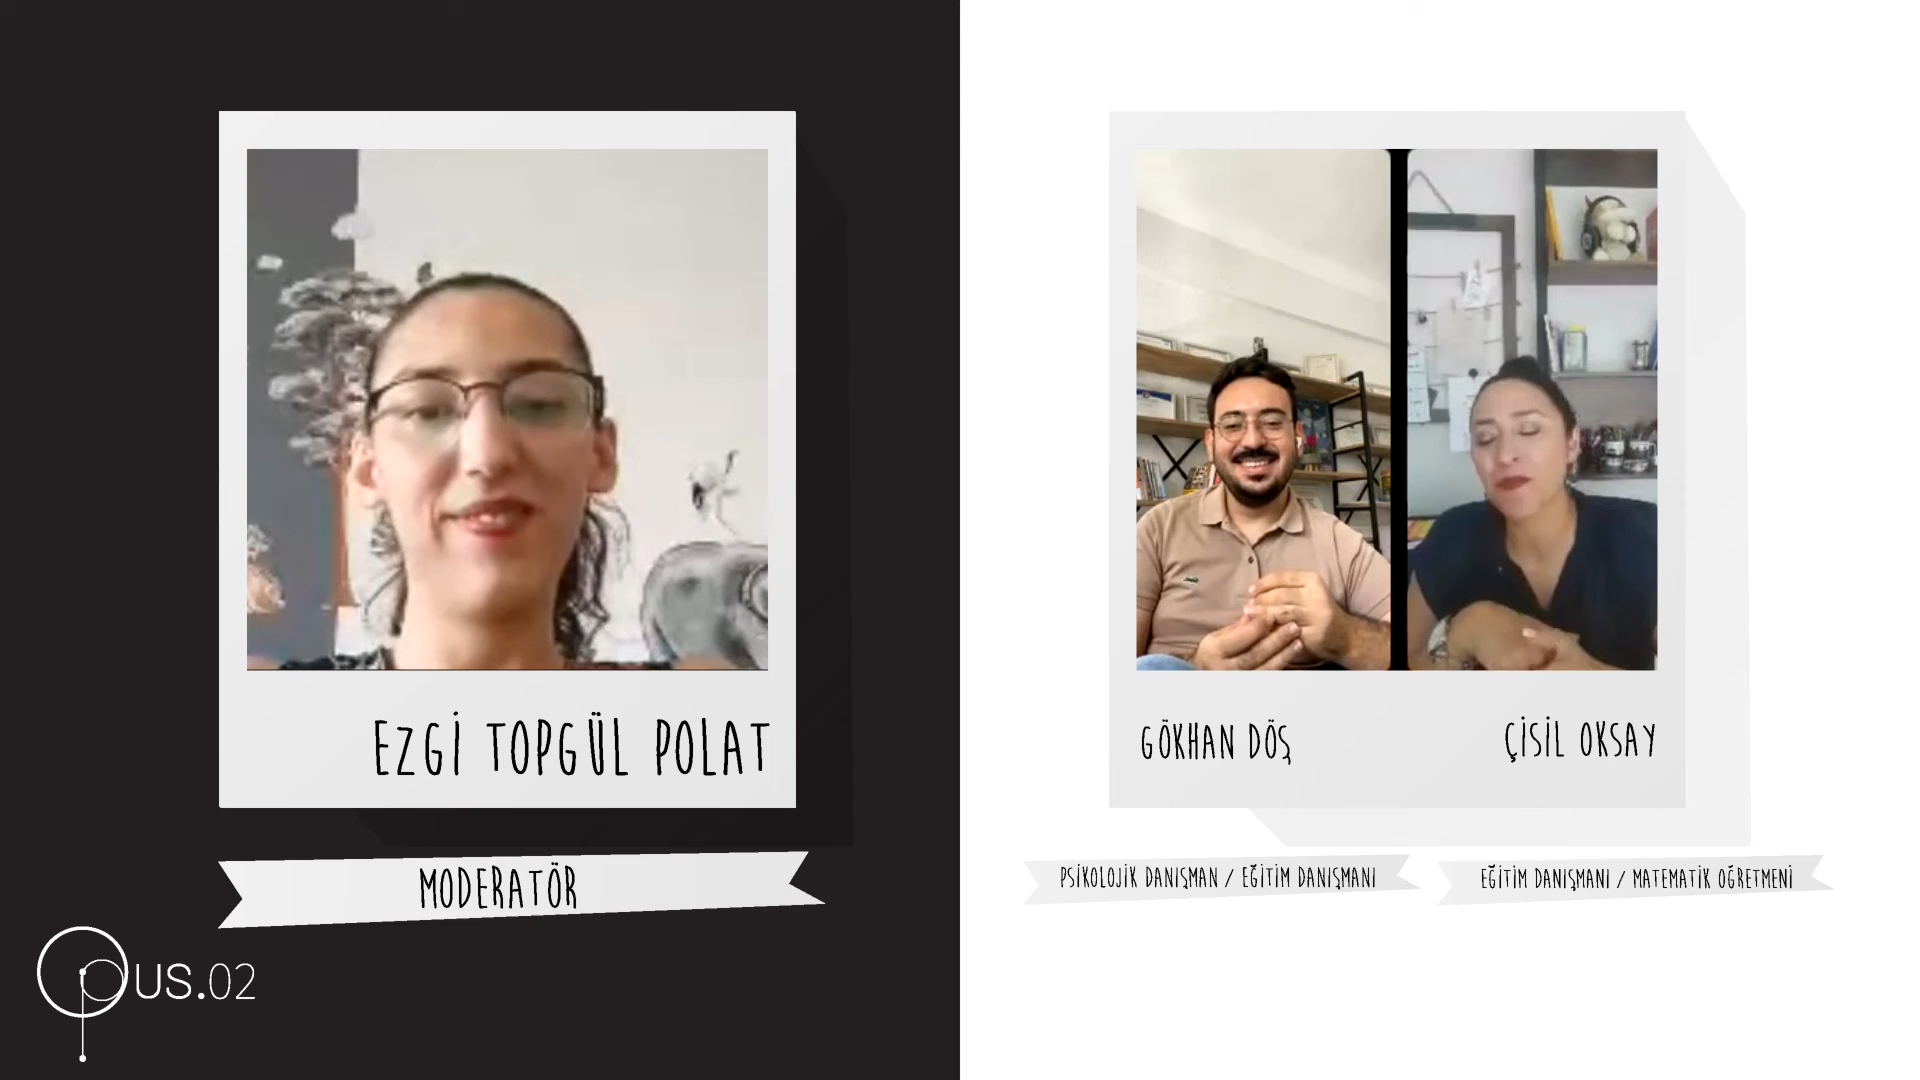 EZGİ TOPGÜL POLAT
MODERATÖR
OPUS.02
GÖKHAN DÖŞ
ÇİSİL OKSAY
PSİKOLOJİK DANIŞMAN / EĞİTİM DANIŞMANI
EĞİTİM DANIŞMANI / MATEMATİK ÖĞRETMENİ